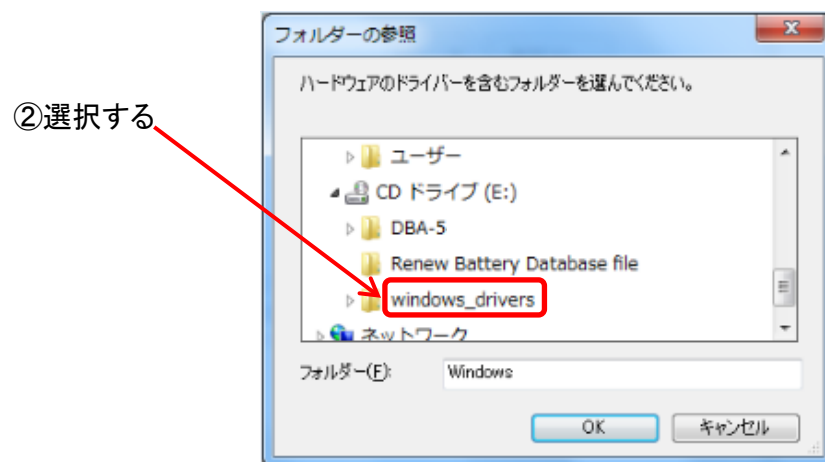 フォルダーの参照
ハードウェアのドライバーを含むフォルダーを選んでください。
②選択する
ユーザー
CD ドライブ (E:)
DBA-5
Renew Battery Database file
windows_drivers
ネットワーク
フォルダー(F): Windows
OK キャンセル